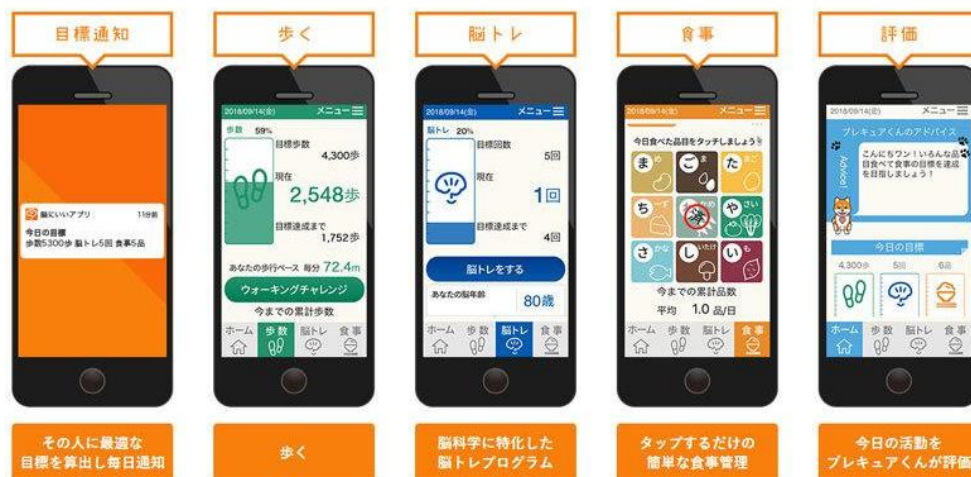 目標通知
歩く
脳トレ
食事
評価
脳にいいアプリ 11分前
今日の目標
歩数5300歩 脳トレ5回 食事5品
2018/09/14(金) メニュー
歩数 59%
目標歩数
4,300歩
現在
2,548歩
目標達成まで
1,752歩
あなたの歩行ペース 毎分 72.4m
ウォーキングチャレンジ
今までの累計歩数
ホーム 歩数 脳トレ 食事
2018/09/14(金) メニュー
脳トレ 20%
目標回数
5回
現在
1回
目標達成まで
4回
脳トレをする
あなたの脳年齢 80歳
ホーム 歩数 脳トレ 食事
2018/09/14(金) メニュー
今日食べた品目をタッチしましょう
まめ ごま たまご
ちーず かめ やさい
さかな しいたけ いも
今までの累計品数
平均 1.0 品/日
ホーム 歩数 脳トレ 食事
2018/09/14(金) メニュー
プレキュアくんのアドバイス
Advice!
こんにちワン！いろんな品
目食べて食事の目標を達成
を目指しましょう！
今日の目標
4,300歩 5回 6品
ホーム 歩数 脳トレ 食事
その人に最適な
目標を算出し毎日通知
歩く
脳科学に特化した
脳トレプログラム
タップするだけの
簡単な食事管理
今日の活動を
プレキュアくんが評価